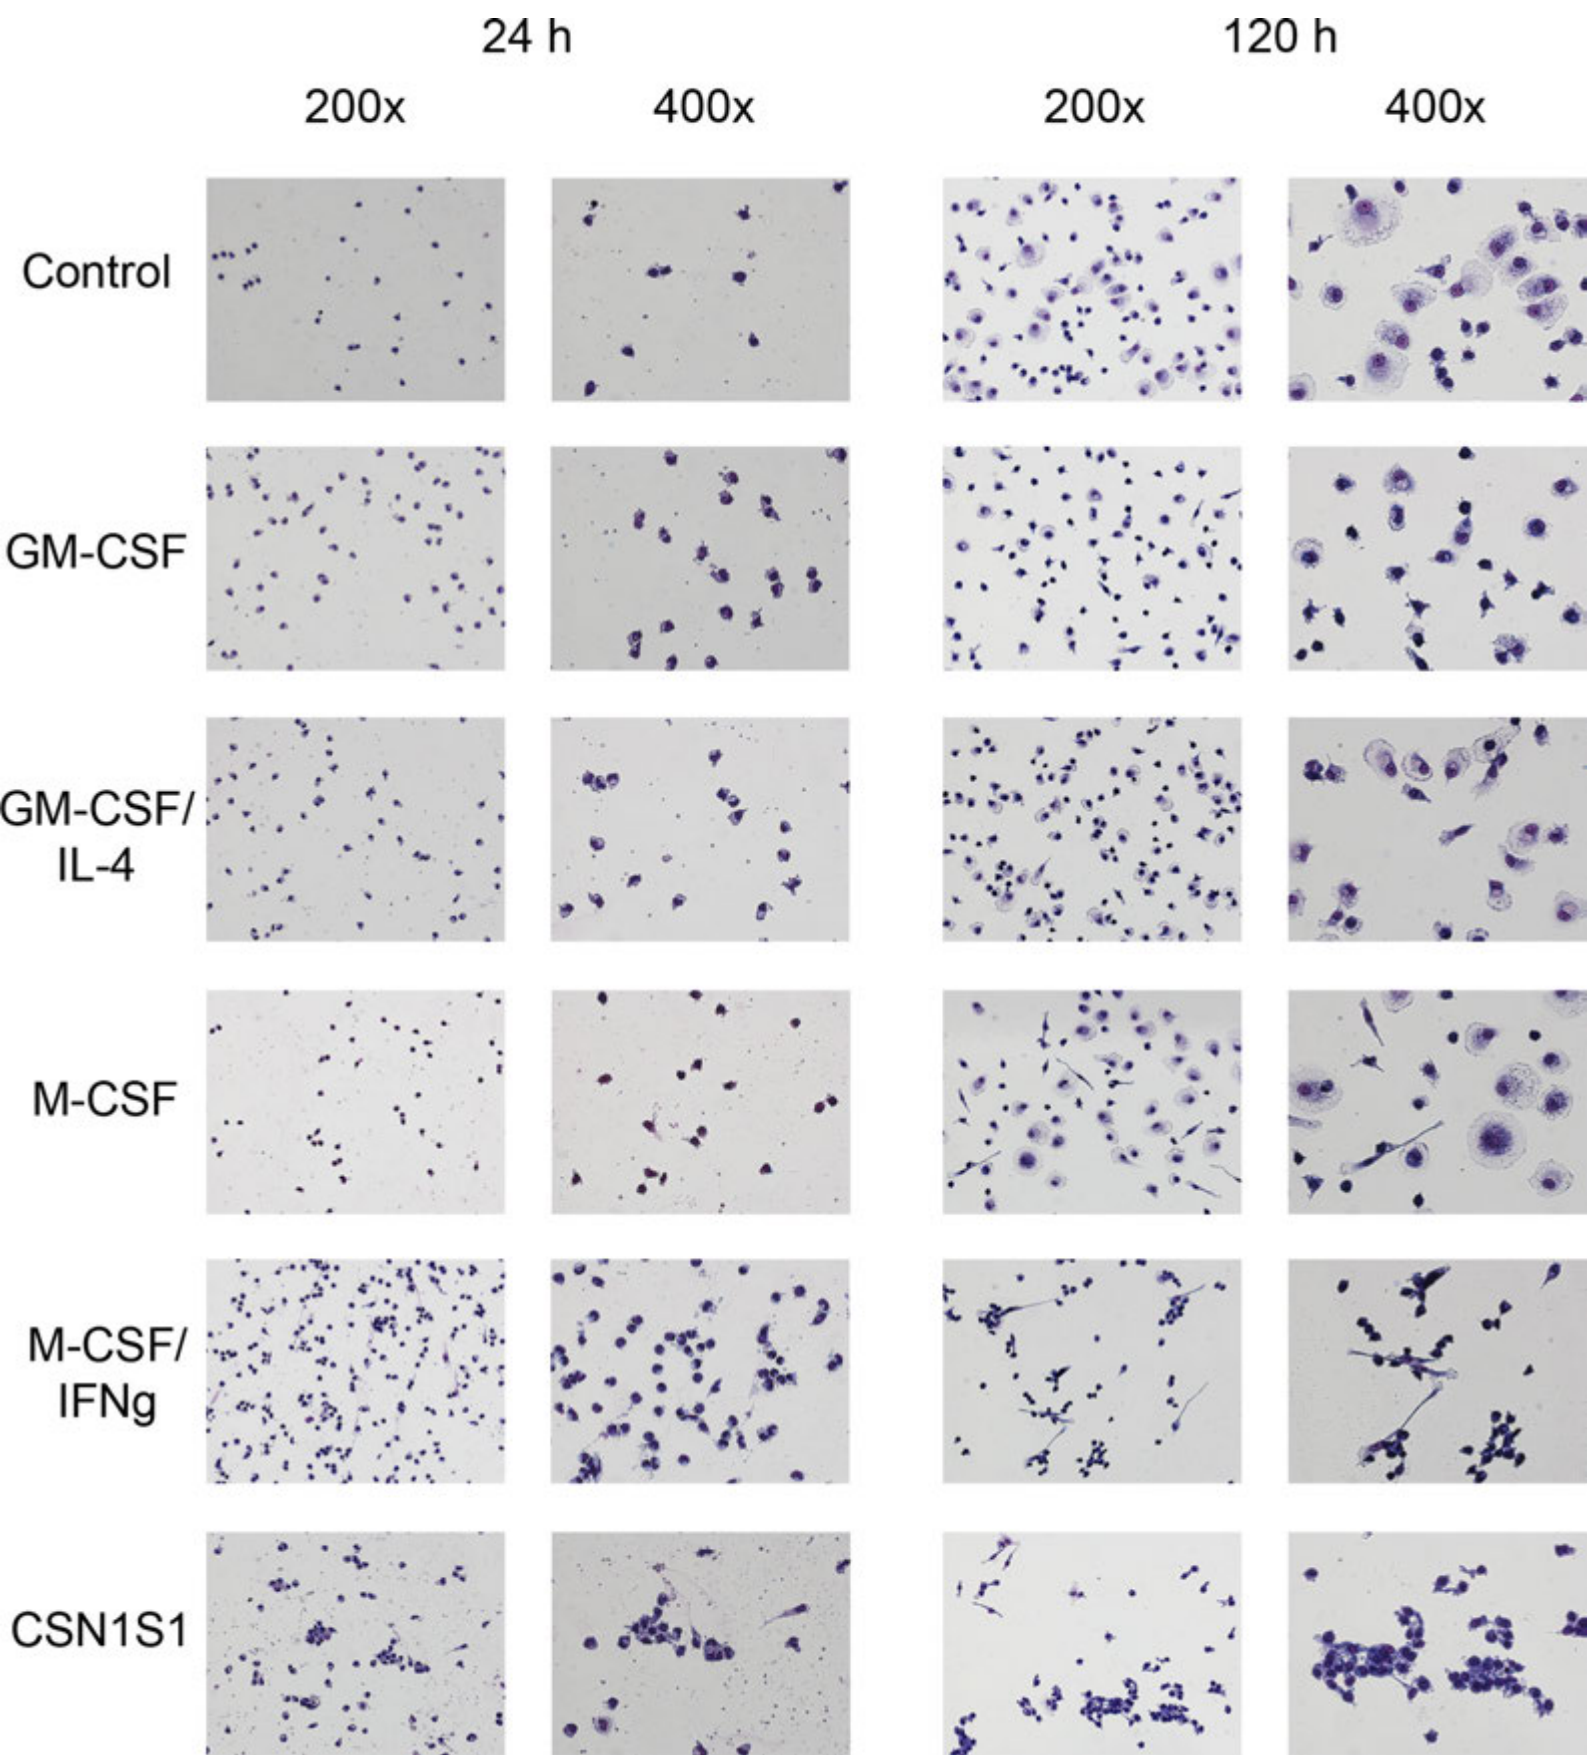 24 h
120 h
200x
400x
200x
400x
Control
GM-CSF
GM-CSF/
IL-4
M-CSF
M-CSF/
IFNg
CSN1S1